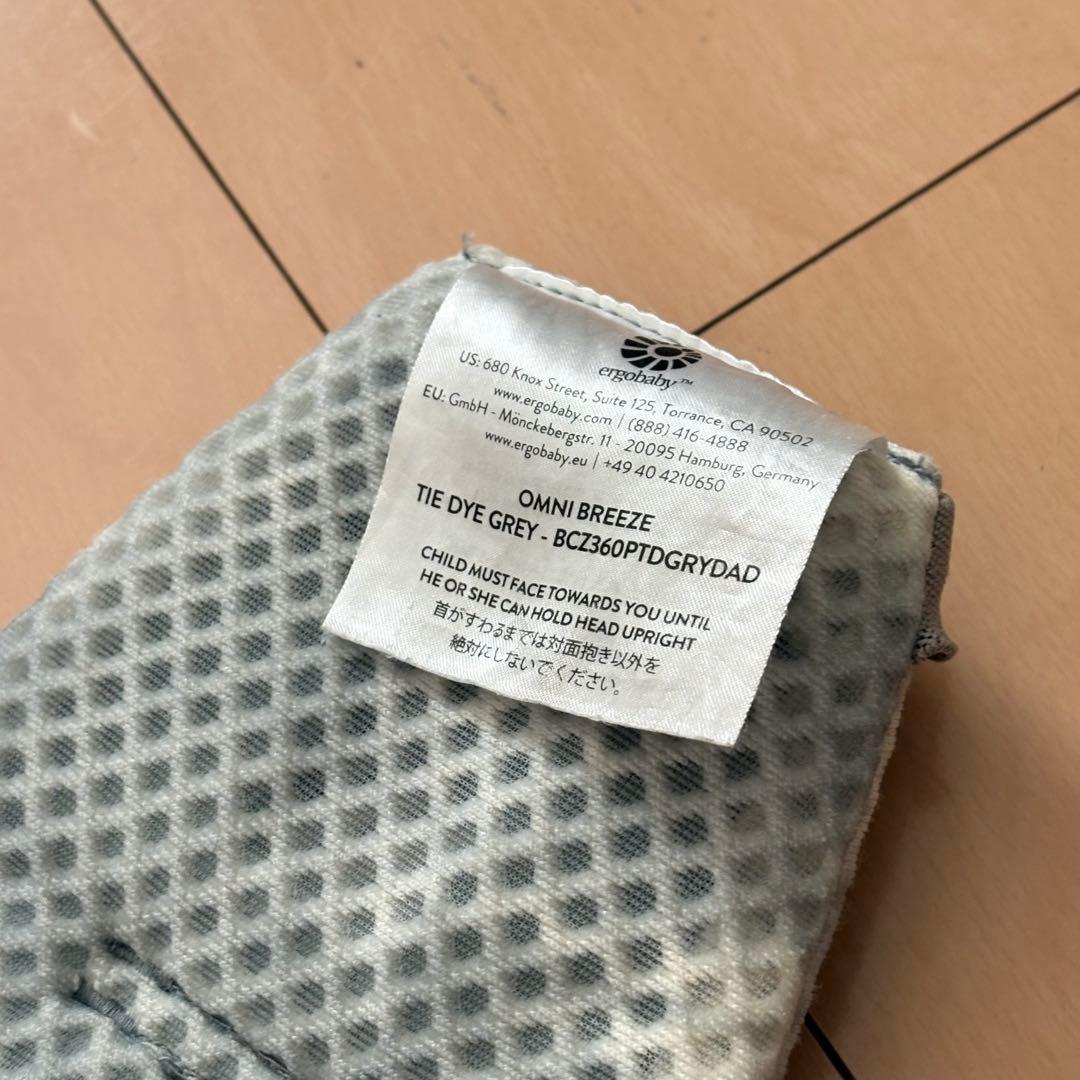 ergobaby™
US: 680 Knox Street, Suite 125, Torrance, CA 90502
www.ergobaby.com | (888) 416-4888
EU: GmbH - Mönckebergstr. 11 - 20095 Hamburg, Germany
www.ergobaby.eu | +49 40 4210650
OMNI BREEZE
TIE DYE GREY - BCZ360PTDGRYDAD
CHILD MUST FACE TOWARDS YOU UNTIL
HE OR SHE CAN HOLD HEAD UPRIGHT
首がすわるまでは対面抱き以外を
絶対にしないでください。